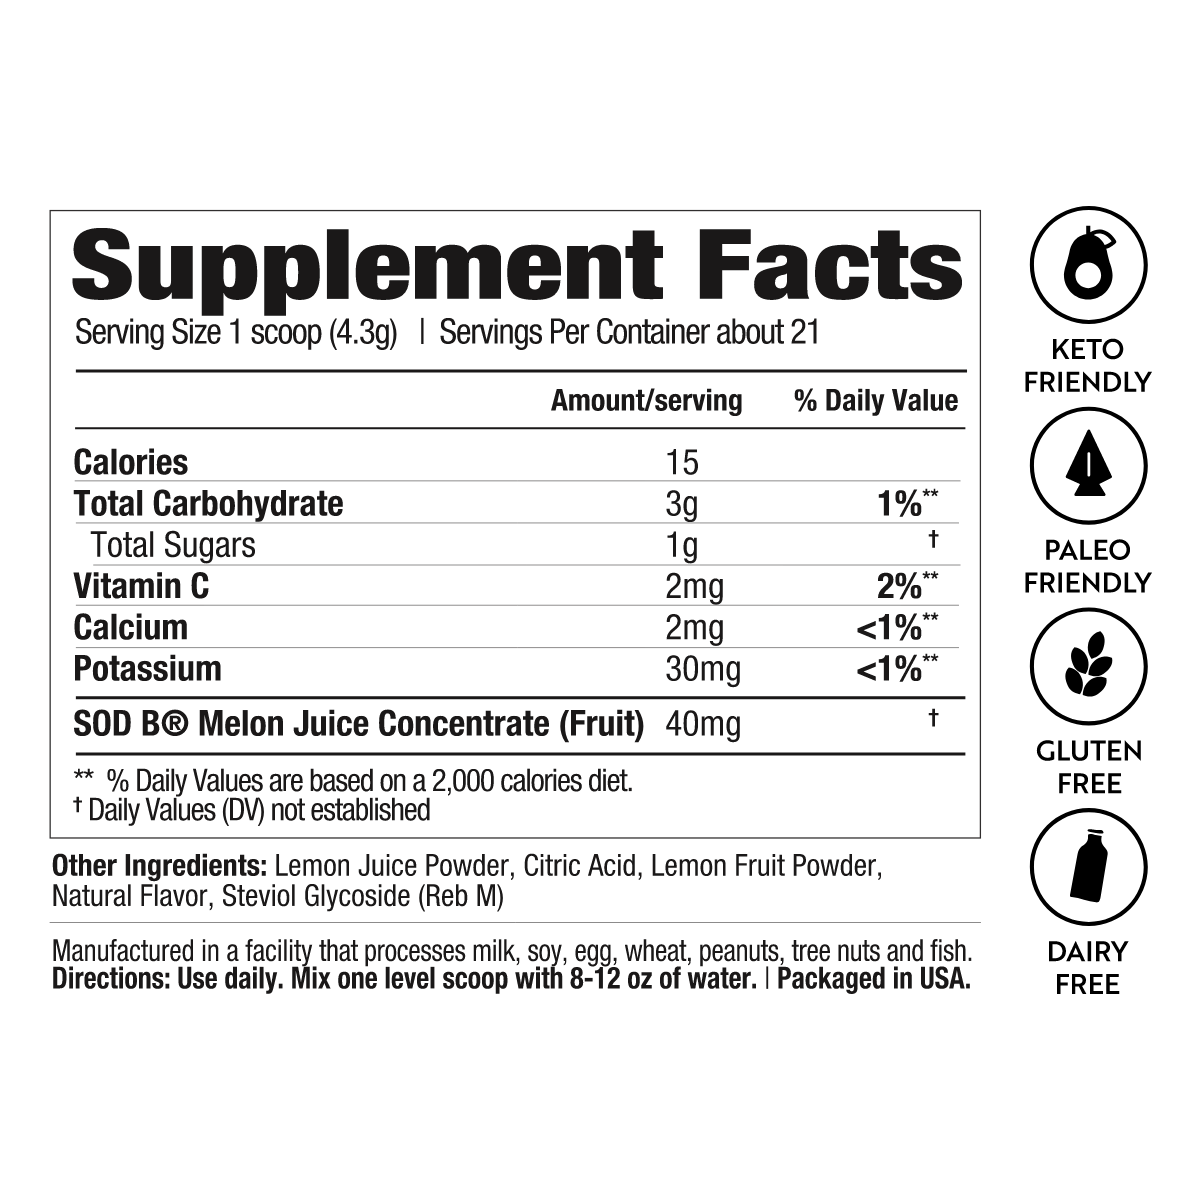 Supplement Facts
Serving Size 1 scoop (4.3g) | Servings Per Container about 21
Amount/serving % Daily Value
Calories 15
Total Carbohydrate 3g 1%**
Total Sugars 1g †
Vitamin C 2mg 2%**
Calcium 2mg <1%**
Potassium 30mg <1%**
SOD B® Melon Juice Concentrate (Fruit) 40mg †
** % Daily Values are based on a 2,000 calories diet.
† Daily Values (DV) not established
Other Ingredients: Lemon Juice Powder, Citric Acid, Lemon Fruit Powder,
Natural Flavor, Steviol Glycoside (Reb M)
Manufactured in a facility that processes milk, soy, egg, wheat, peanuts, tree nuts and fish.
Directions: Use daily. Mix one level scoop with 8-12 oz of water. | Packaged in USA.
KETO
FRIENDLY
PALEO
FRIENDLY
GLUTEN
FREE
DAIRY
FREE